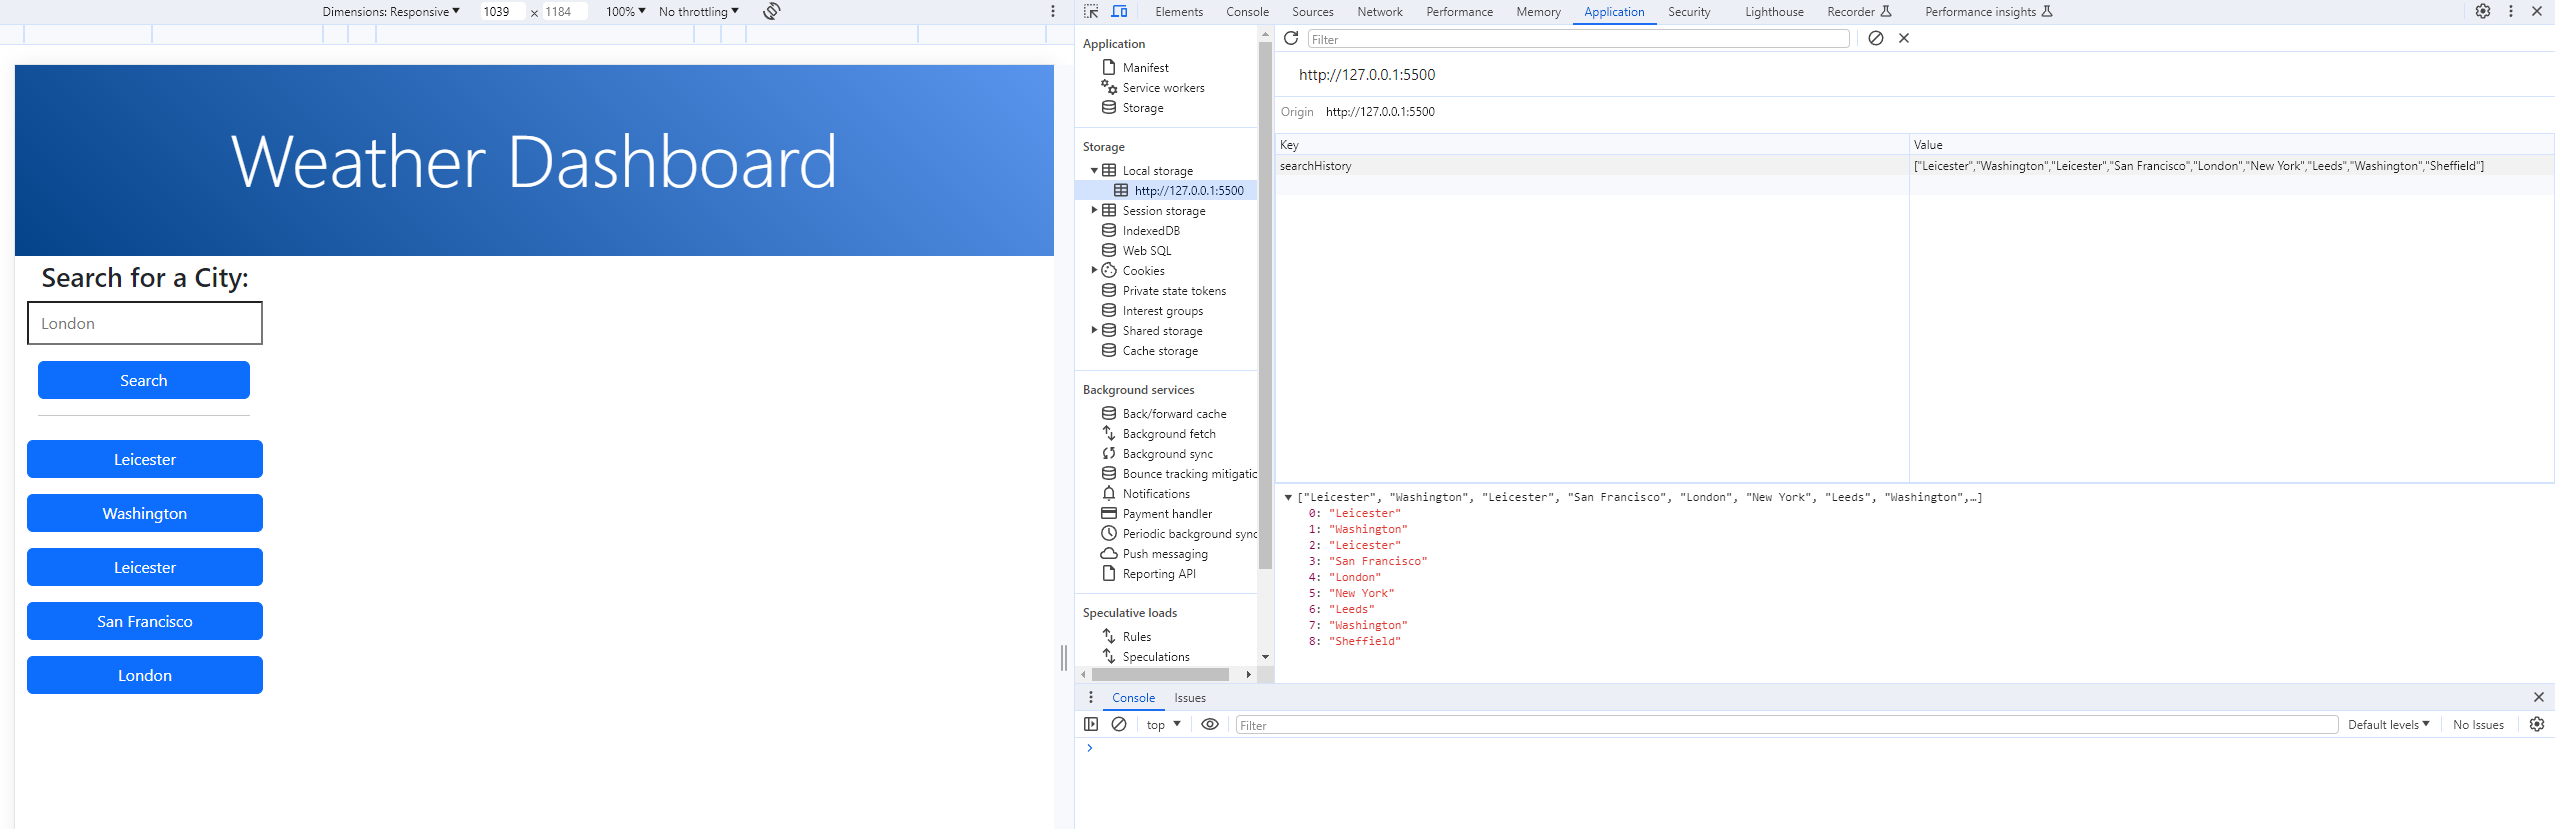 Dimensions: Responsive 1039 × 1184 100% No throttling
Weather Dashboard
Search for a City:
London
Search
Leicester
Washington
Leicester
San Francisco
London
Elements Console Sources Network Performance Memory Application Security Lighthouse Recorder Performance insights
Application
Manifest
Service workers
Storage
Storage
Local storage
http://127.0.0.1:5500
Session storage
IndexedDB
Web SQL
Cookies
Private state tokens
Interest groups
Shared storage
Cache storage
Background services
Back/forward cache
Background fetch
Background sync
Bounce tracking mitigatic
Notifications
Payment handler
Periodic background sync
Push messaging
Reporting API
Speculative loads
Rules
Speculations
Filter
http://127.0.0.1:5500
Origin http://127.0.0.1:5500
Key Value
searchHistory ["Leicester","Washington","Leicester","San Francisco","London","New York","Leeds","Washington","Sheffield"]
["Leicester", "Washington", "Leicester", "San Francisco", "London", "New York", "Leeds", "Washington",…]
0: "Leicester"
1: "Washington"
2: "Leicester"
3: "San Francisco"
4: "London"
5: "New York"
6: "Leeds"
7: "Washington"
8: "Sheffield"
Console Issues
top Filter Default levels No Issues